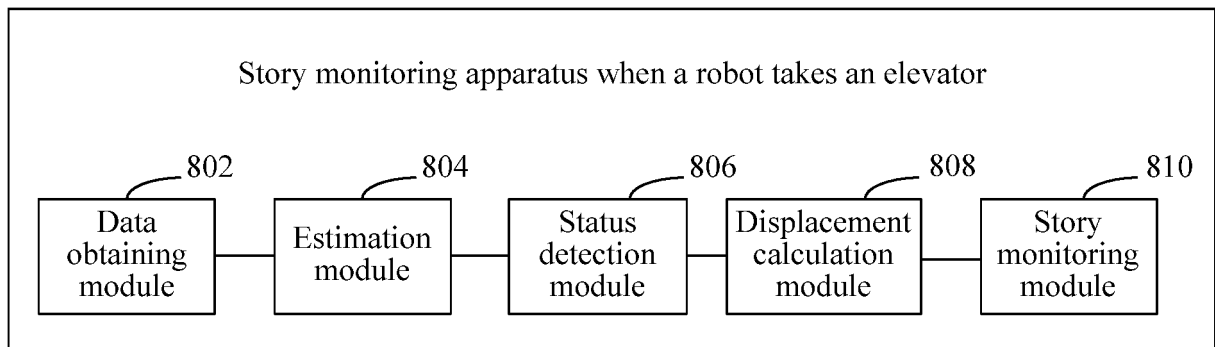 Story monitoring apparatus when a robot takes an elevator
802
804
806
808
810
Data
obtaining
module
Estimation
module
Status
detection
module
Displacement
calculation
module
Story
monitoring
module